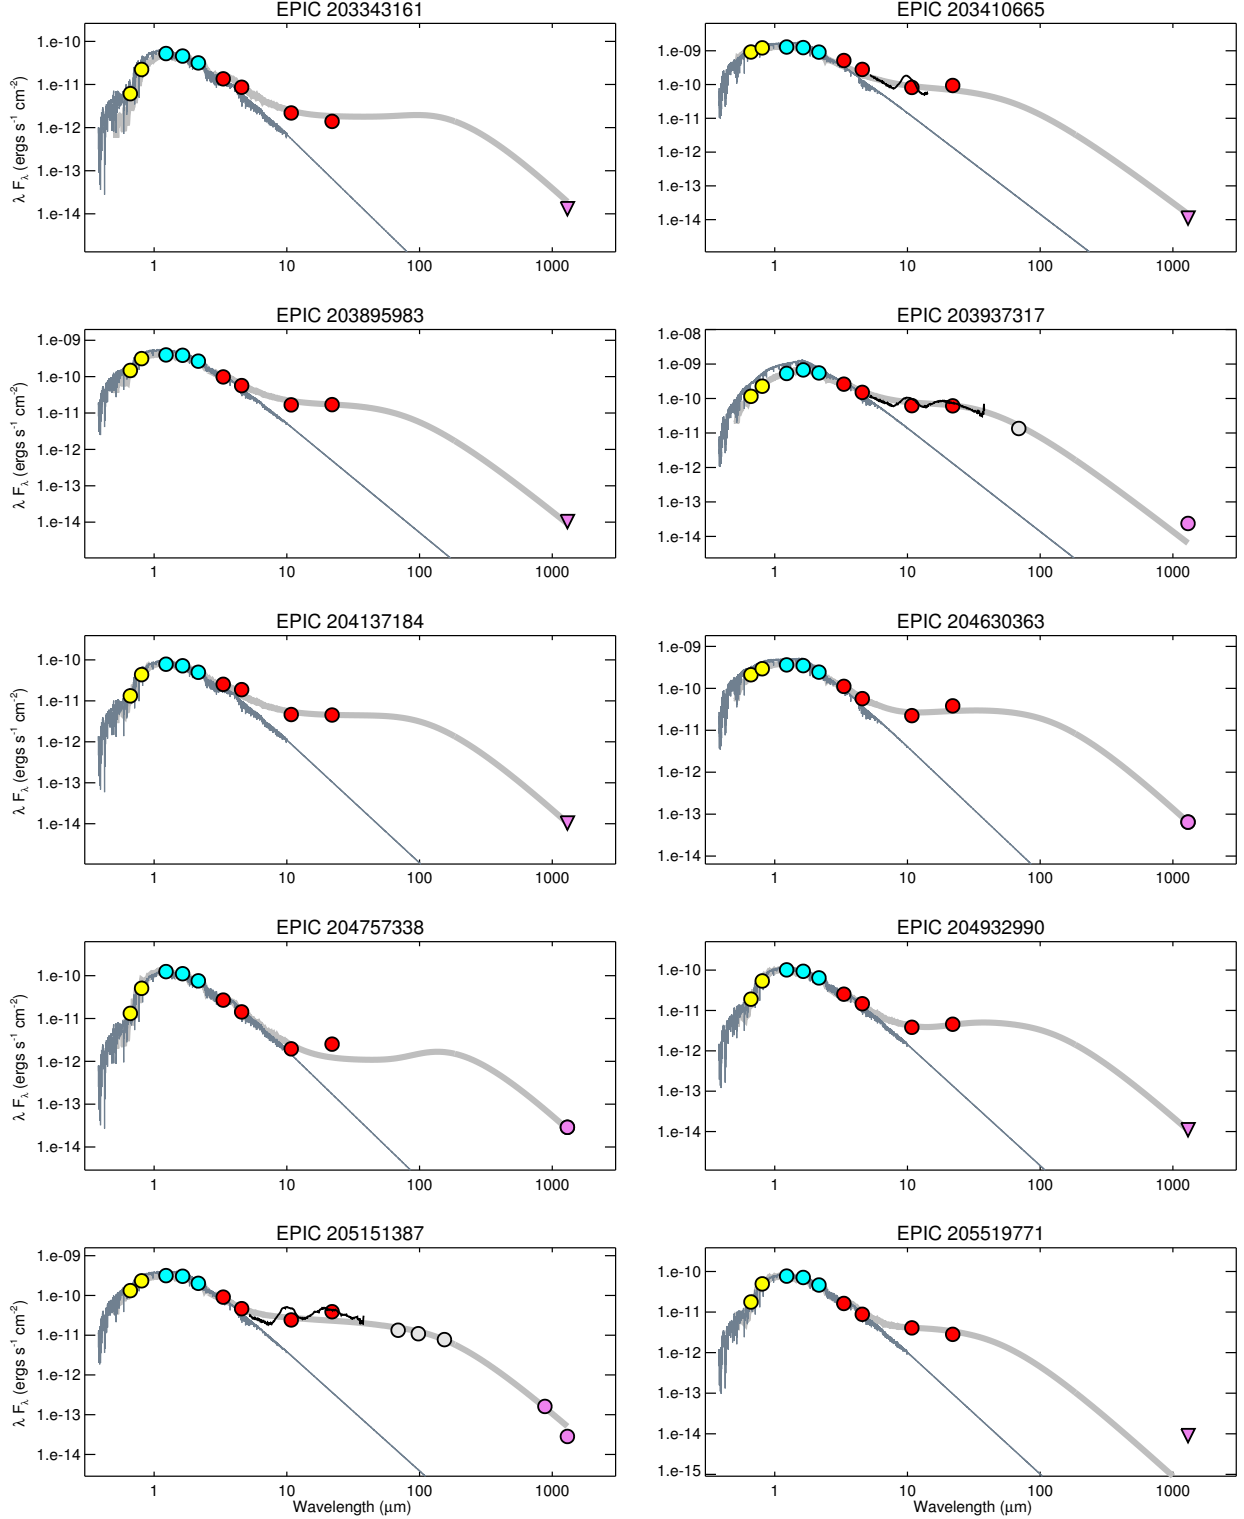 EPIC 203343161
EPIC 203410665
1.e-10
1.e-11
1.e-12
1.e-13
1.e-14
λ Fλ (ergs s⁻¹ cm⁻²)
1 10 100 1000
1.e-09
1.e-10
1.e-11
1.e-12
1.e-13
1.e-14
1 10 100 1000
EPIC 203895983
EPIC 203937317
1.e-09
1.e-10
1.e-11
1.e-12
1.e-13
1.e-14
λ Fλ (ergs s⁻¹ cm⁻²)
1 10 100 1000
1.e-08
1.e-09
1.e-10
1.e-11
1.e-12
1.e-13
1.e-14
1 10 100 1000
EPIC 204137184
EPIC 204630363
1.e-10
1.e-11
1.e-12
1.e-13
1.e-14
λ Fλ (ergs s⁻¹ cm⁻²)
1 10 100 1000
1.e-09
1.e-10
1.e-11
1.e-12
1.e-13
1.e-14
1 10 100 1000
EPIC 204757338
EPIC 204932990
1.e-10
1.e-11
1.e-12
1.e-13
1.e-14
λ Fλ (ergs s⁻¹ cm⁻²)
1 10 100 1000
1.e-10
1.e-11
1.e-12
1.e-13
1.e-14
1 10 100 1000
EPIC 205151387
EPIC 205519771
1.e-09
1.e-10
1.e-11
1.e-12
1.e-13
1.e-14
λ Fλ (ergs s⁻¹ cm⁻²)
1 10 100 1000
Wavelength (μm)
1.e-10
1.e-11
1.e-12
1.e-13
1.e-14
1.e-15
1 10 100 1000
Wavelength (μm)